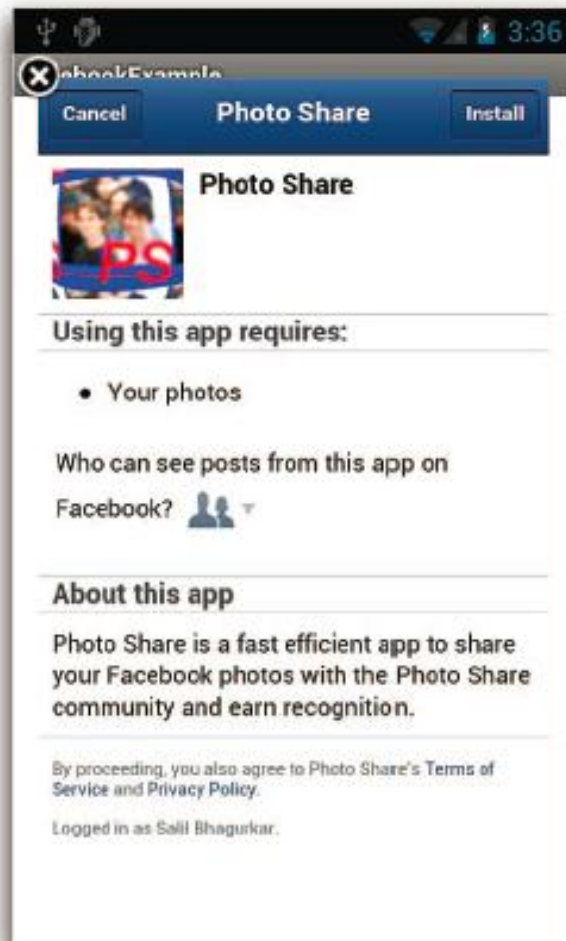 3:36
ebookExample
Cancel Photo Share Install
Photo Share
PS
Using this app requires:
• Your photos
Who can see posts from this app on
Facebook?
About this app
Photo Share is a fast efficient app to share
your Facebook photos with the Photo Share
community and earn recognition.
By proceeding, you also agree to Photo Share's Terms of
Service and Privacy Policy.
Logged in as Salil Bhagurkar.